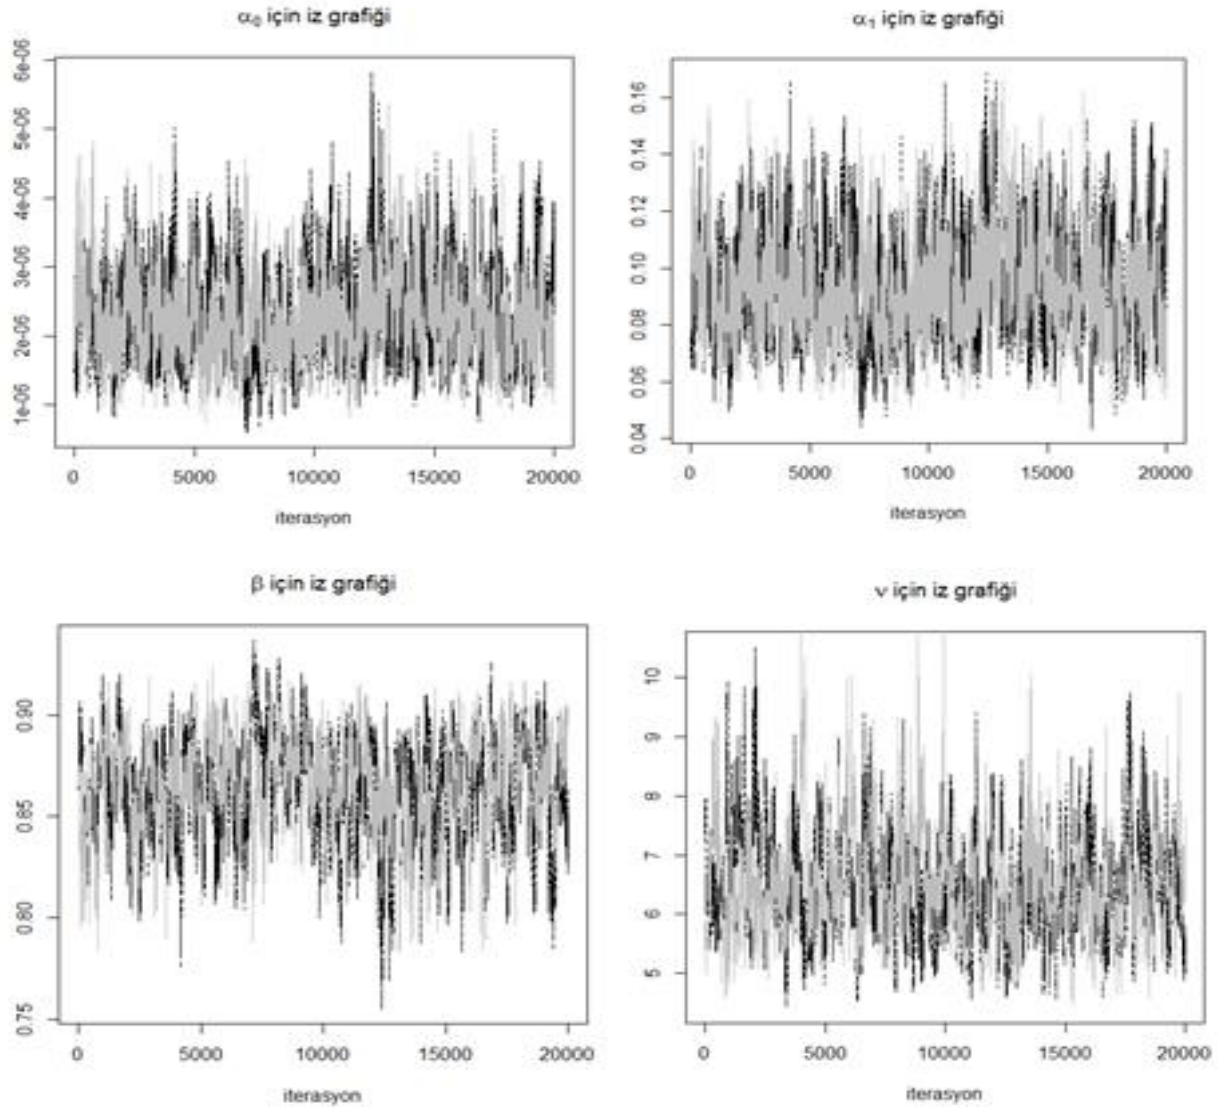 α₀ için iz grafiği
6e-06
5e-06
4e-06
3e-06
2e-06
1e-06
0 5000 10000 15000 20000
iterasyon
α₁ için iz grafiği
0.16
0.14
0.12
0.10
0.08
0.06
0.04
0 5000 10000 15000 20000
iterasyon
β için iz grafiği
0.90
0.85
0.80
0.75
0 5000 10000 15000 20000
iterasyon
ν için iz grafiği
10
9
8
7
6
5
0 5000 10000 15000 20000
iterasyon